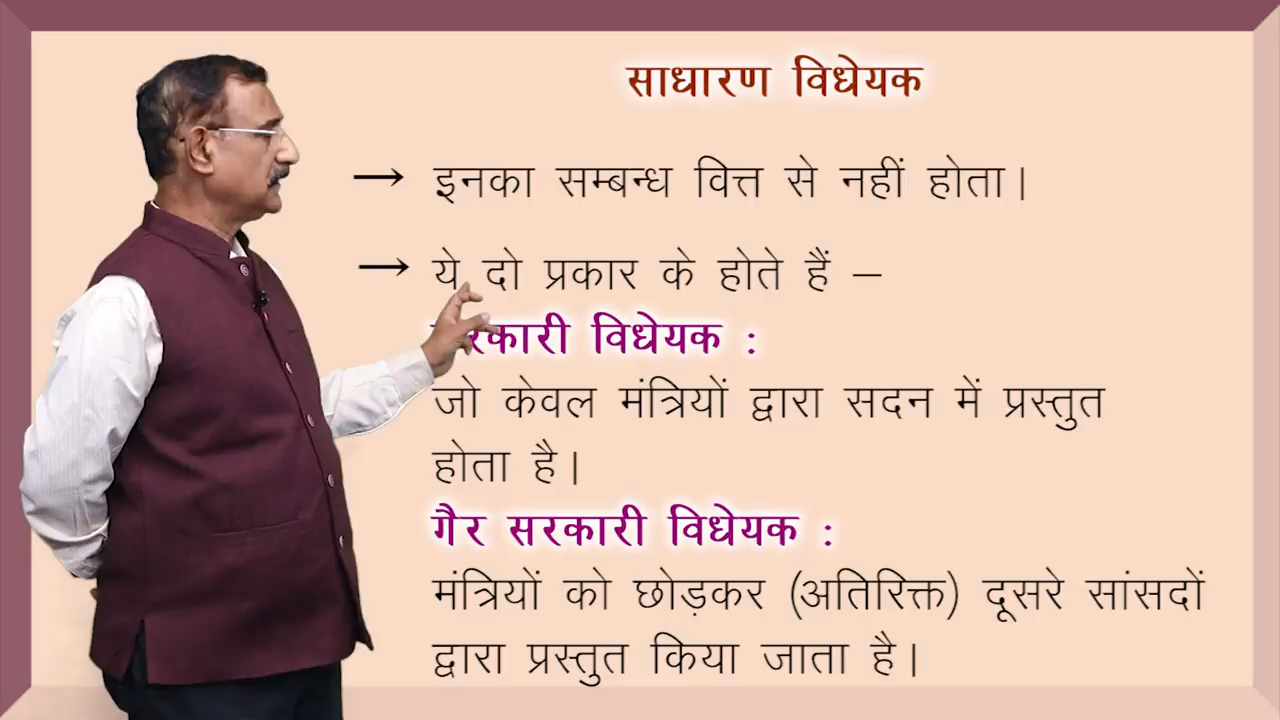 साधारण विधेयक
→ इनका सम्बन्ध वित्त से नहीं होता।
→ ये दो प्रकार के होते हैं –
विधेयक :
जो केवल मंत्रियों द्वारा सदन में प्रस्तुत
होता है।
गैर सरकारी विधेयक :
मंत्रियों को छोड़कर (अतिरिक्त) दूसरे सांसदों
द्वारा प्रस्तुत किया जाता है।